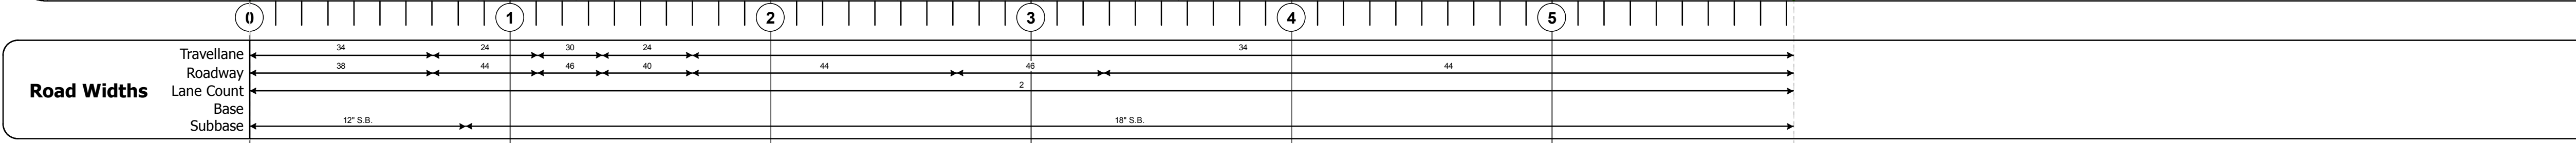 0 1 2 3 4 5
34 24 30 24 34
Travellane
38 44 46 40 44 46 44
Roadway
Road Widths
Lane Count 2
Base
Subbase 12" S.B. 18" S.B.